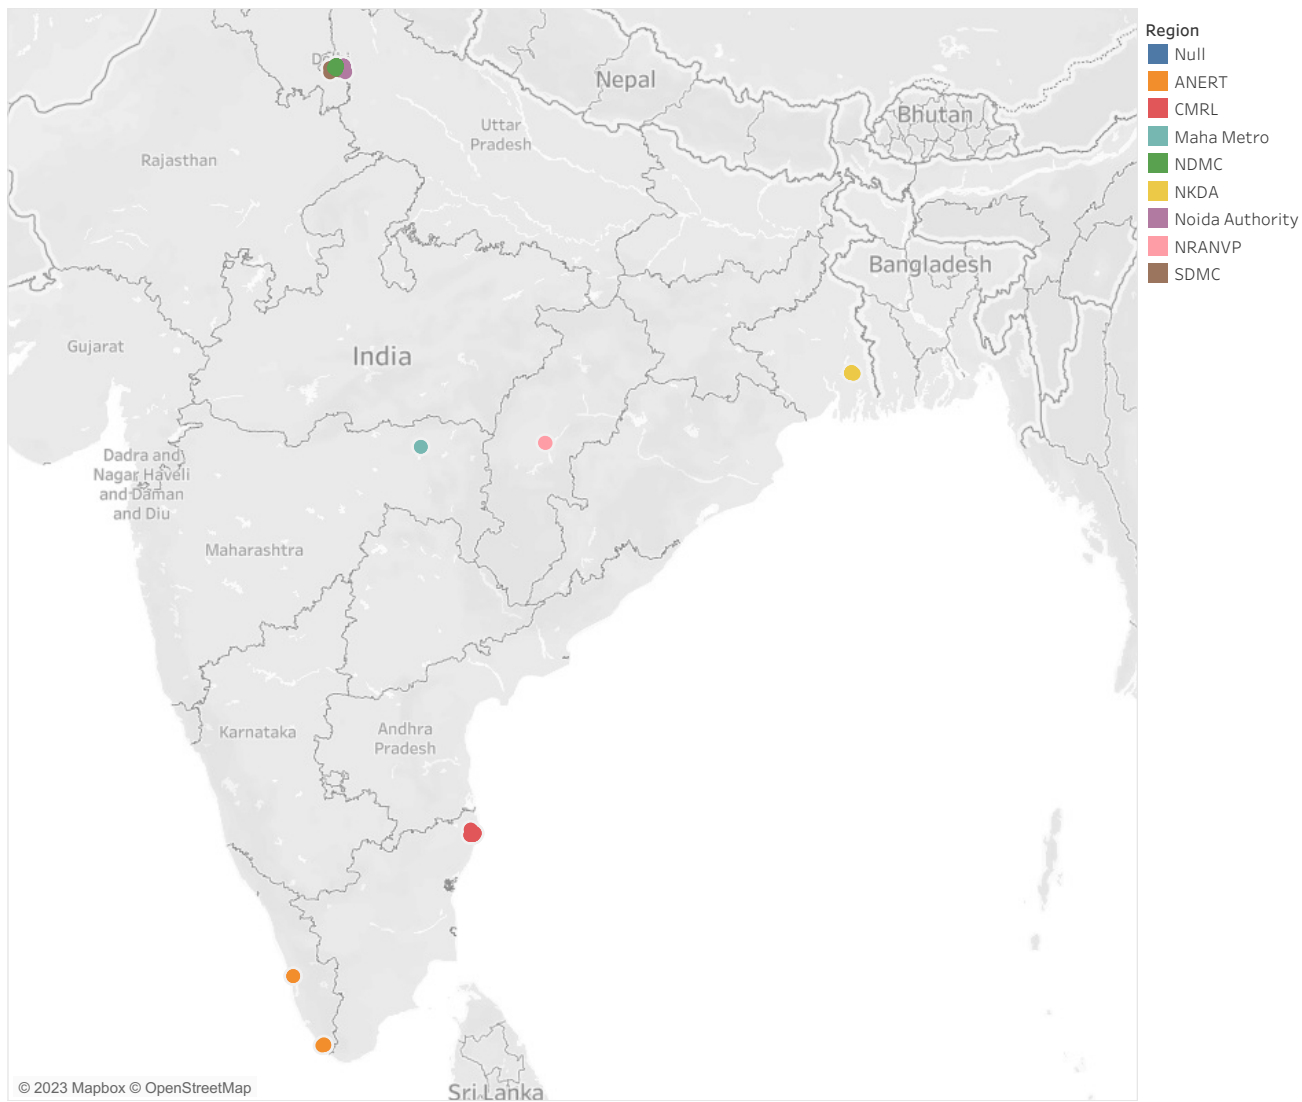 Region
Null
ANERT
CMRL
Maha Metro
NDMC
NKDA
Noida Authority
NRANVP
SDMC
Nepal
Bhutan
Uttar
Pradesh
Rajasthan
Bangladesh
Gujarat
India
Dadra and
Nagar Haveli
and Daman
and Diu
Maharashtra
Karnataka
Andhra
Pradesh
Sri Lanka
© 2023 Mapbox © OpenStreetMap